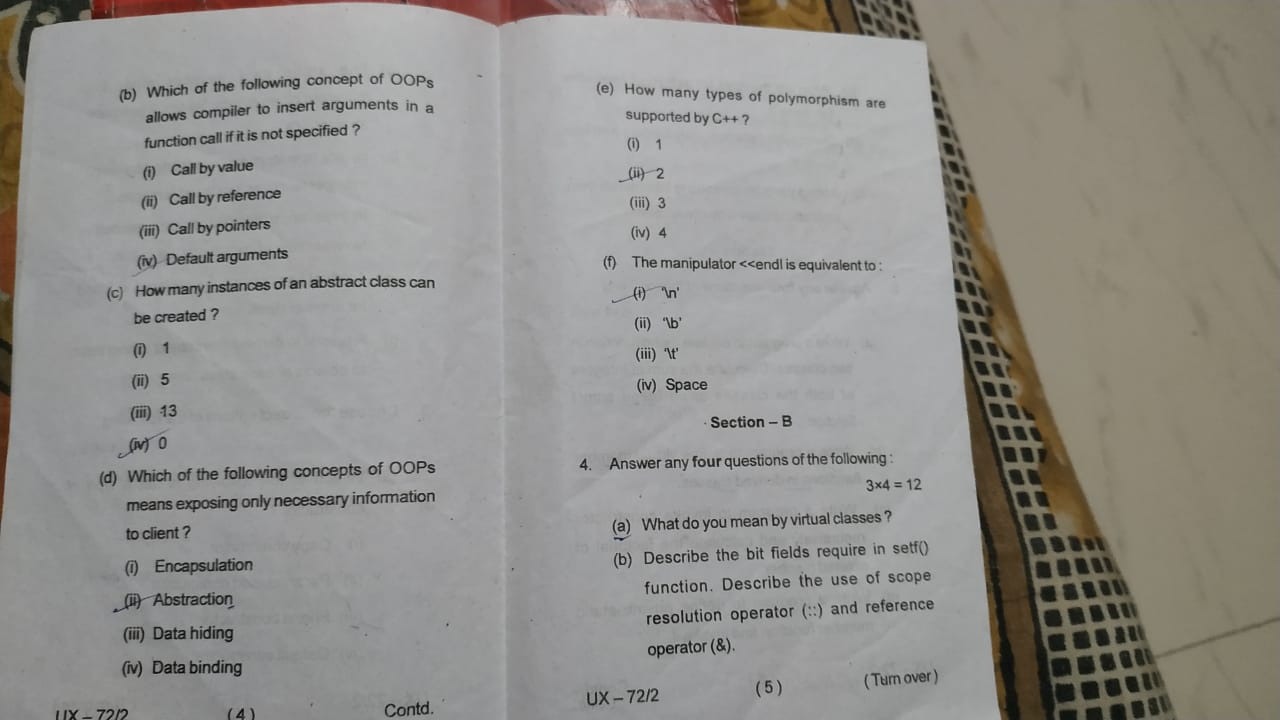 (b) Which of the following concept of OOPs
allows compiler to insert arguments in a
function call if it is not specified ?
(i) Call by value
(ii) Call by reference
(iii) Call by pointers
(iv) Default arguments
(c) How many instances of an abstract class can
be created ?
(i) 1
(ii) 5
(iii) 13
(iv) 0
(d) Which of the following concepts of OOPs
means exposing only necessary information
to client ?
(i) Encapsulation
(ii) Abstraction
(iii) Data hiding
(iv) Data binding
UX – 72/2 (4) Contd.
(e) How many types of polymorphism are
supported by C++ ?
(i) 1
(ii) 2
(iii) 3
(iv) 4
(f) The manipulator <<endl is equivalent to :
(i) '\n'
(ii) '\b'
(iii) '\t'
(iv) Space
Section – B
4. Answer any four questions of the following :
3×4 = 12
(a) What do you mean by virtual classes ?
(b) Describe the bit fields require in setf()
function. Describe the use of scope
resolution operator (::) and reference
operator (&).
UX – 72/2 (5) (Turn over)